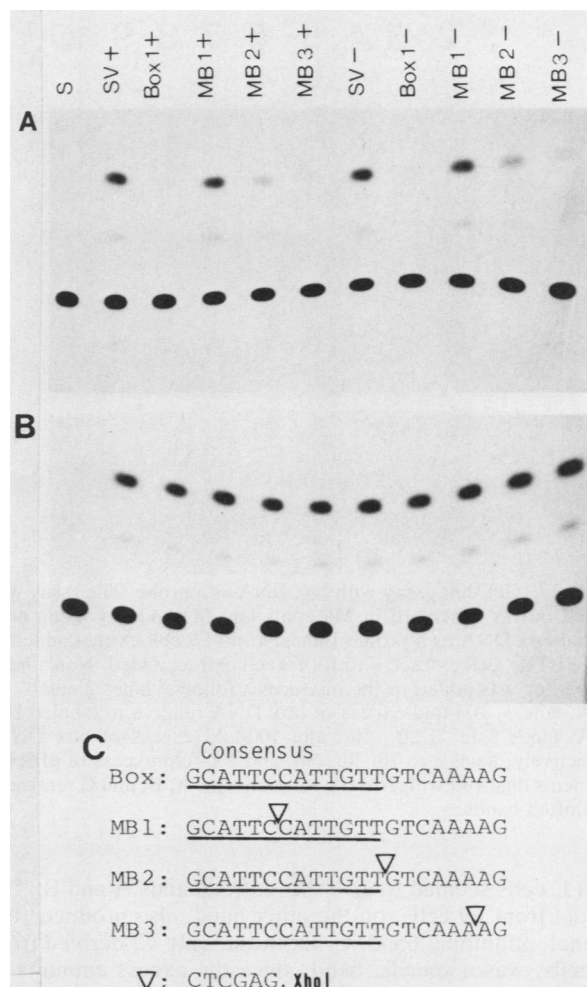 S SV+ Box1+ MB1+ MB2+ MB3+ SV− Box1− MB1− MB2− MB3−
A
B
C
Consensus
Box: GCATTCCATTGTTGTCAAAAG
MB1: GCATTCCATTGTTGTCAAAAG
MB2: GCATTCCATTGTTGTCAAAAG
MB3: GCATTCCATTGTTGTCAAAAG
▽: CTCGAG, XhoI